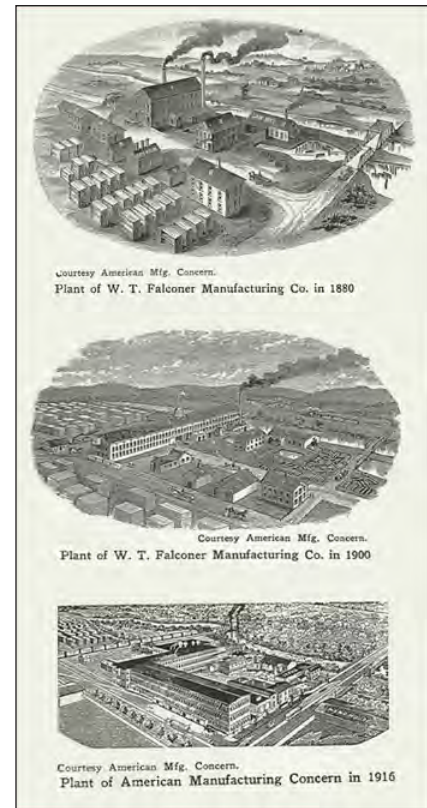 Courtesy American Mfg. Concern.
Plant of W. T. Falconer Manufacturing Co. in 1880
Courtesy American Mfg. Concern.
Plant of W. T. Falconer Manufacturing Co. in 1900
Courtesy American Mfg. Concern.
Plant of American Manufacturing Concern in 1916